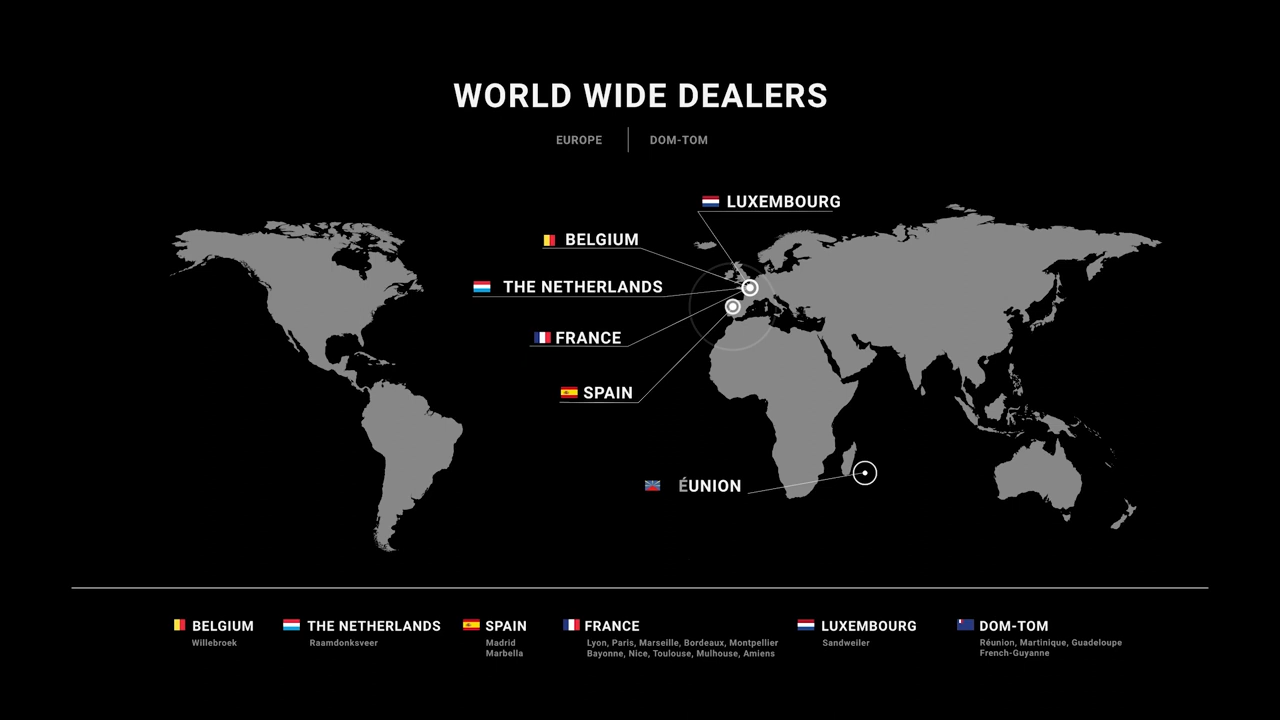 WORLD WIDE DEALERS
EUROPE
DOM-TOM
LUXEMBOURG
BELGIUM
THE NETHERLANDS
FRANCE
SPAIN
ÉUNION
BELGIUM
Willebroek
THE NETHERLANDS
Raamdonksveer
SPAIN
Madrid
Marbella
FRANCE
Lyon, Paris, Marseille, Bordeaux, Montpellier
Bayonne, Nice, Toulouse, Mulhouse, Amiens
LUXEMBOURG
Sandweiler
DOM-TOM
Réunion, Martinique, Guadeloupe
French-Guyanne